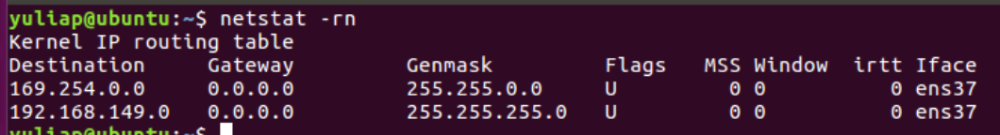 yuliap@ubuntu:~$ netstat -rn
Kernel IP routing table
Destination     Gateway         Genmask         Flags   MSS Window  irtt Iface
169.254.0.0     0.0.0.0         255.255.0.0     U         0 0          0 ens37
192.168.149.0   0.0.0.0         255.255.255.0   U         0 0          0 ens37
yuliap@ubuntu:~$